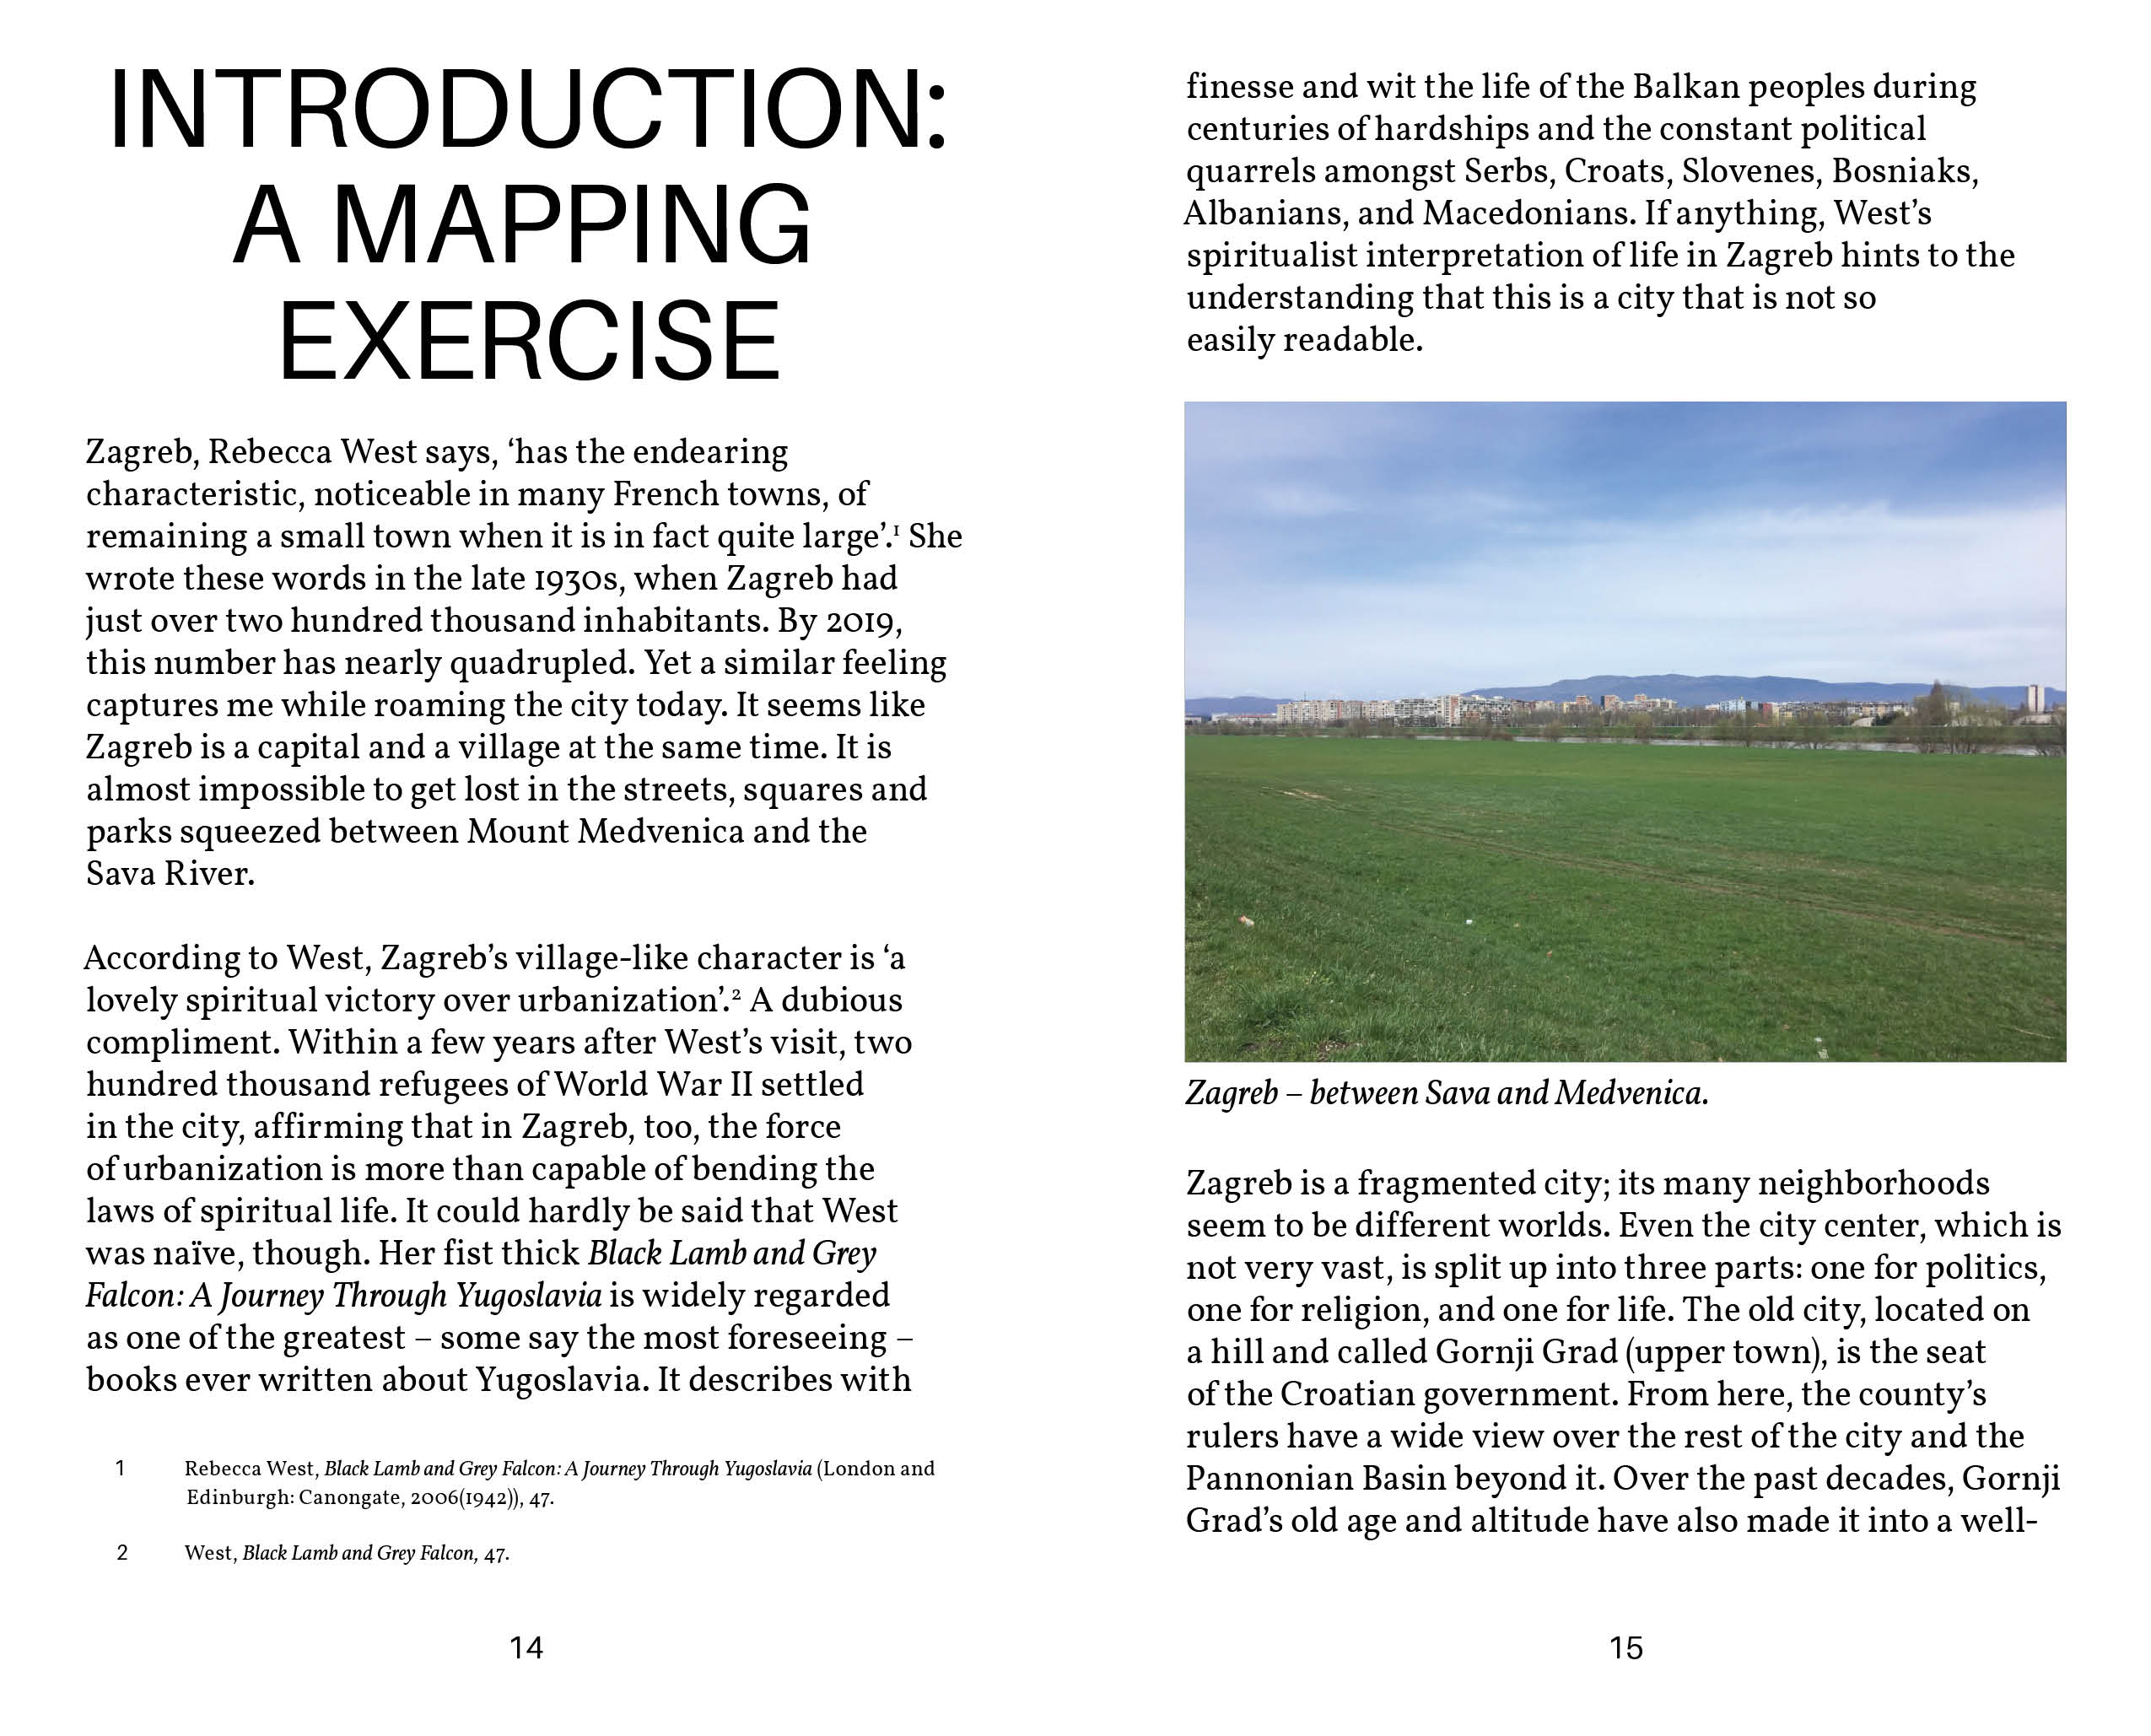 INTRODUCTION:
A MAPPING
EXERCISE
Zagreb, Rebecca West says, ‘has the endearing
characteristic, noticeable in many French towns, of
remaining a small town when it is in fact quite large’.¹ She
wrote these words in the late 1930s, when Zagreb had
just over two hundred thousand inhabitants. By 2019,
this number has nearly quadrupled. Yet a similar feeling
captures me while roaming the city today. It seems like
Zagreb is a capital and a village at the same time. It is
almost impossible to get lost in the streets, squares and
parks squeezed between Mount Medvenica and the
Sava River.
According to West, Zagreb’s village-like character is ‘a
lovely spiritual victory over urbanization’.² A dubious
compliment. Within a few years after West’s visit, two
hundred thousand refugees of World War II settled
in the city, affirming that in Zagreb, too, the force
of urbanization is more than capable of bending the
laws of spiritual life. It could hardly be said that West
was naïve, though. Her fist thick Black Lamb and Grey
Falcon: A Journey Through Yugoslavia is widely regarded
as one of the greatest – some say the most foreseeing –
books ever written about Yugoslavia. It describes with
1 Rebecca West, Black Lamb and Grey Falcon: A Journey Through Yugoslavia (London and
Edinburgh: Canongate, 2006(1942)), 47.
2 West, Black Lamb and Grey Falcon, 47.
14
finesse and wit the life of the Balkan peoples during
centuries of hardships and the constant political
quarrels amongst Serbs, Croats, Slovenes, Bosniaks,
Albanians, and Macedonians. If anything, West’s
spiritualist interpretation of life in Zagreb hints to the
understanding that this is a city that is not so
easily readable.
Zagreb – between Sava and Medvenica.
Zagreb is a fragmented city; its many neighborhoods
seem to be different worlds. Even the city center, which is
not very vast, is split up into three parts: one for politics,
one for religion, and one for life. The old city, located on
a hill and called Gornji Grad (upper town), is the seat
of the Croatian government. From here, the county’s
rulers have a wide view over the rest of the city and the
Pannonian Basin beyond it. Over the past decades, Gornji
Grad’s old age and altitude have also made it into a well-
15